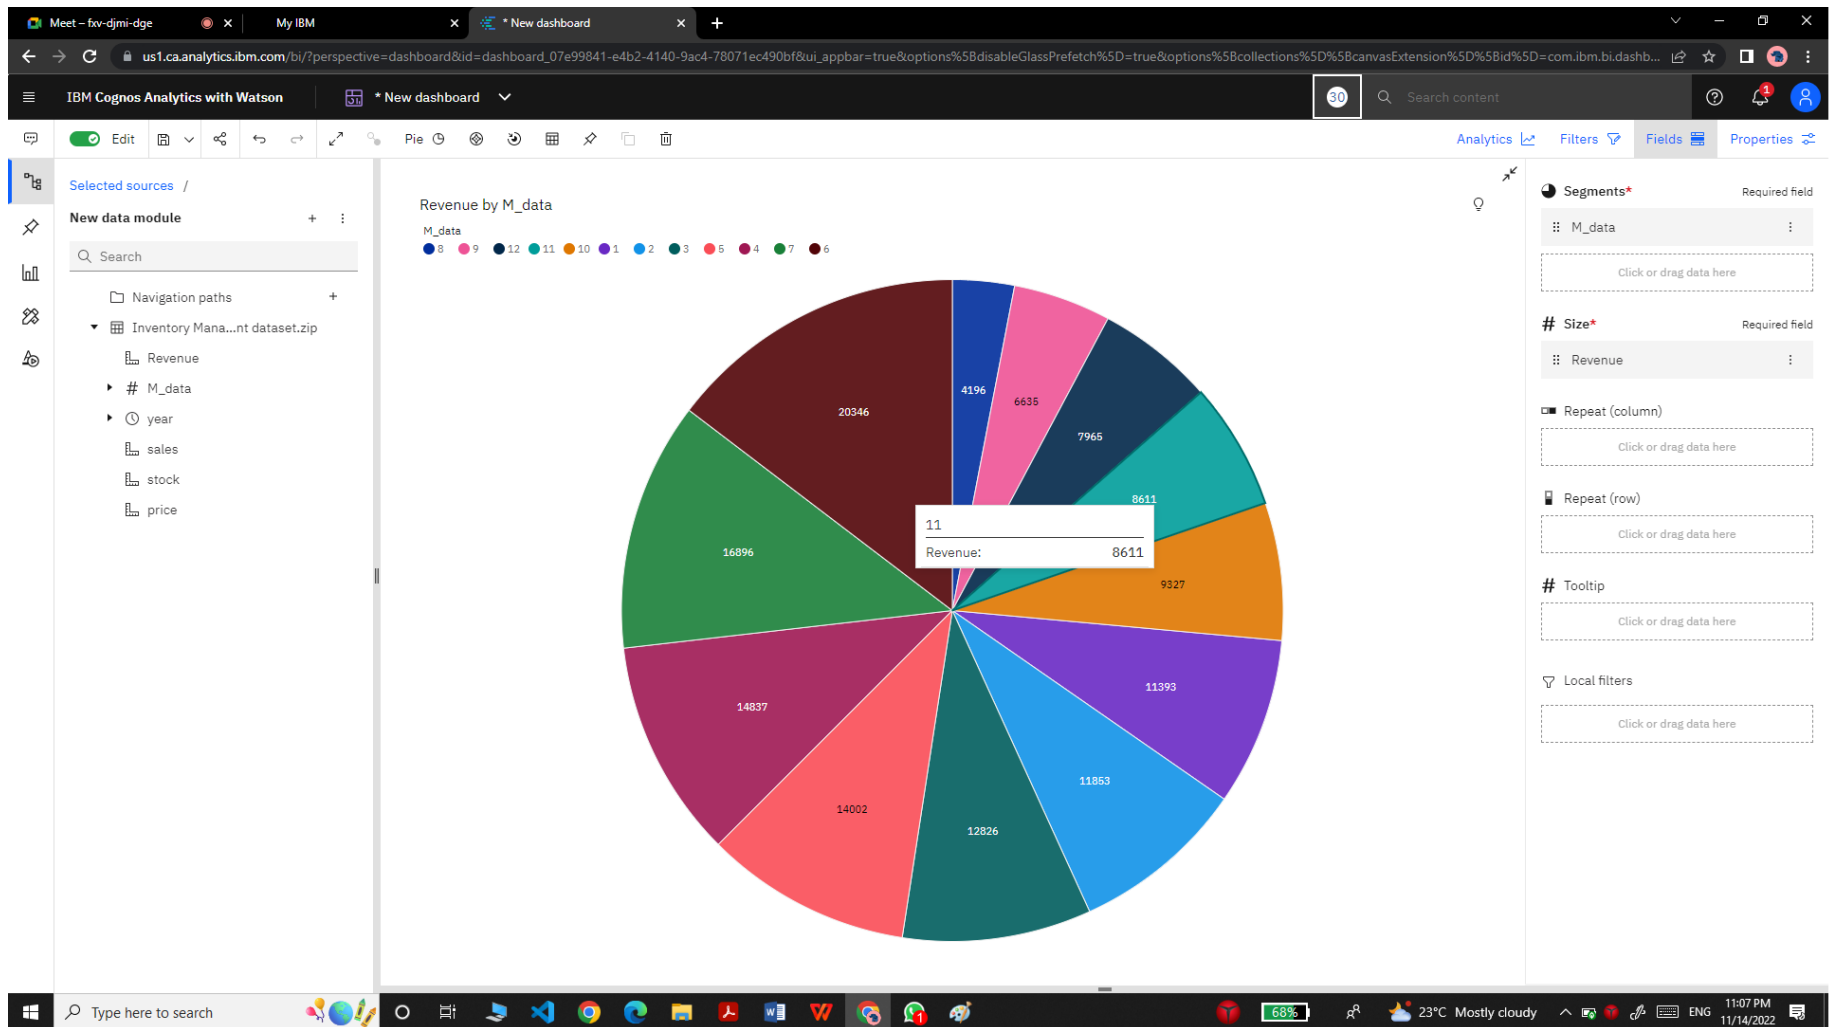 Meet – fxv-djmi-dge
My IBM
* New dashboard
us1.ca.analytics.ibm.com/bi/?perspective=dashboard&id=dashboard_07e99841-e4b2-4140-9ac4-78071ec490bf&ui_appbar=true&options%5BdisableGlassPrefetch%5D=true&options%5Bcollections%5D%5BcanvasExtension%5D%5Bid%5D=com.ibm.bi.dashb...
IBM Cognos Analytics with Watson
* New dashboard
30
Search content
1
Edit
Pie
Analytics
Filters
Fields
Properties
Selected sources /
New data module
Search
Navigation paths
Inventory Mana...nt dataset.zip
Revenue
M_data
year
sales
stock
price
Revenue by M_data
M_data
8 9 12 11 10 1 2 3 5 4 7 6
4196
6635
20346
7965
8611
11
Revenue: 8611
16896
9327
11393
14837
11853
14002
12826
Segments* Required field
M_data
Click or drag data here
Size* Required field
Revenue
Repeat (column)
Click or drag data here
Repeat (row)
Click or drag data here
Tooltip
Click or drag data here
Local filters
Click or drag data here
Type here to search
1
68%
23°C Mostly cloudy
ENG
11:07 PM
11/14/2022